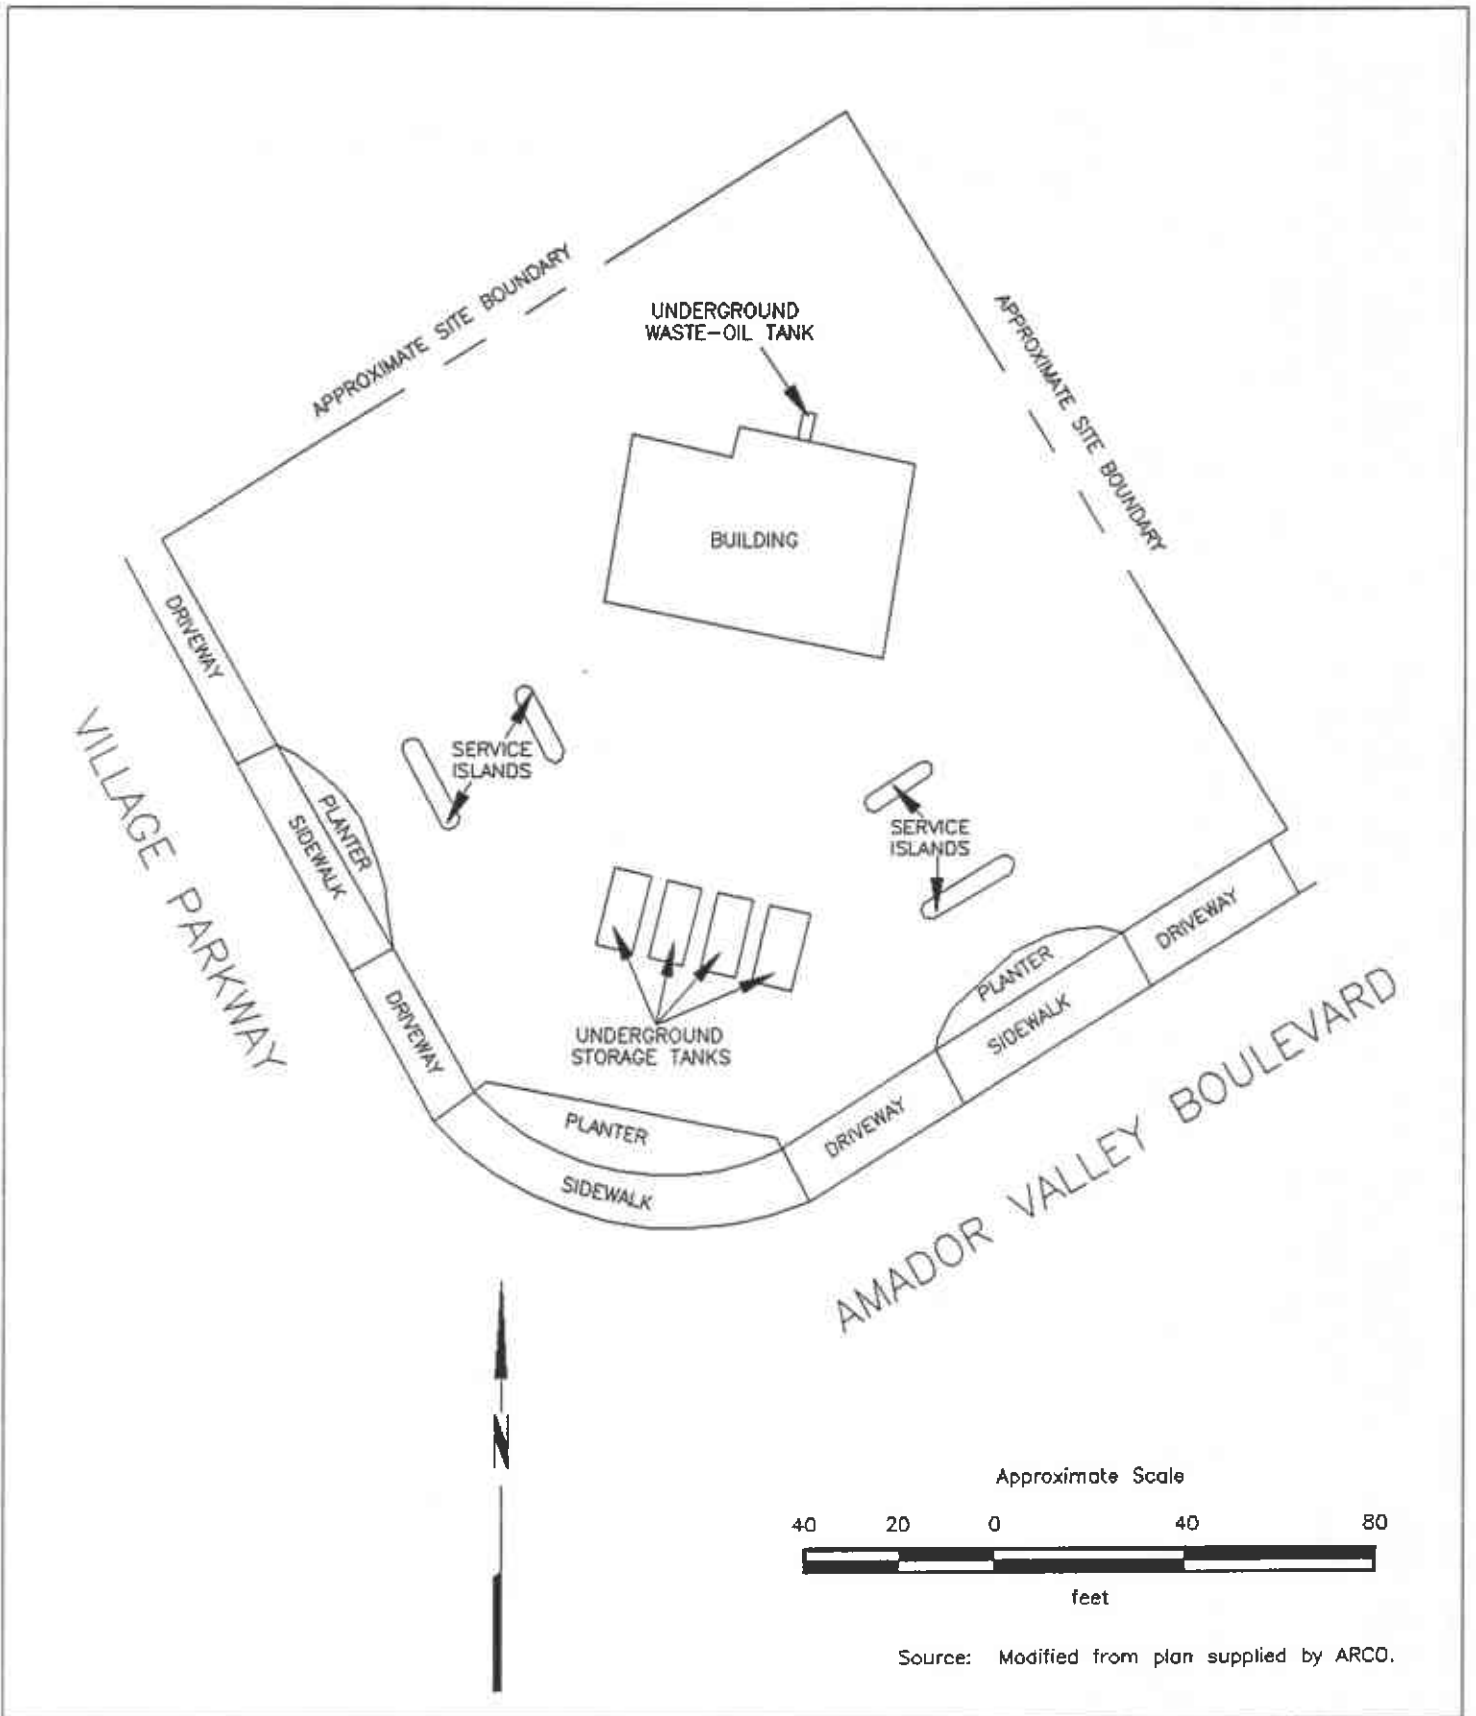 APPROXIMATE SITE BOUNDARY
APPROXIMATE SITE BOUNDARY
UNDERGROUND
WASTE-OIL TANK
BUILDING
DRIVEWAY
VILLAGE PARKWAY
SERVICE
ISLANDS
PLANTER
SIDEWALK
SERVICE
ISLANDS
DRIVEWAY
UNDERGROUND
STORAGE TANKS
PLANTER
SIDEWALK
DRIVEWAY
PLANTER
SIDEWALK
DRIVEWAY
AMADOR VALLEY BOULEVARD
N
Approximate Scale
40 20 0 40 80
feet
Source: Modified from plan supplied by ARCO.